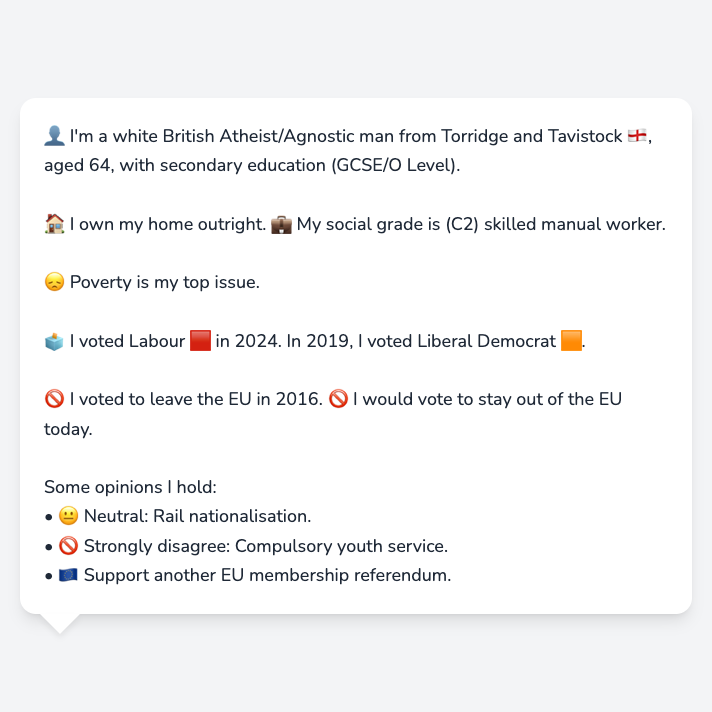 👤 I'm a white British Atheist/Agnostic man from Torridge and Tavistock 🏴󠁧󠁢󠁥󠁮󠁧󠁿,
aged 64, with secondary education (GCSE/O Level).
🏠 I own my home outright. 💼 My social grade is (C2) skilled manual worker.
😞 Poverty is my top issue.
🗳️ I voted Labour 🟥 in 2024. In 2019, I voted Liberal Democrat 🟧.
🚫 I voted to leave the EU in 2016. 🚫 I would vote to stay out of the EU
today.
Some opinions I hold:
• 😐 Neutral: Rail nationalisation.
• 🚫 Strongly disagree: Compulsory youth service.
• 🇪🇺 Support another EU membership referendum.